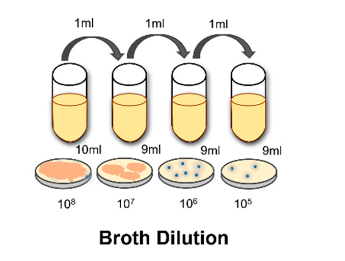 1ml 1ml 1ml
10ml 9ml 9ml 9ml
10⁸ 10⁷ 10⁶ 10⁵
Broth Dilution